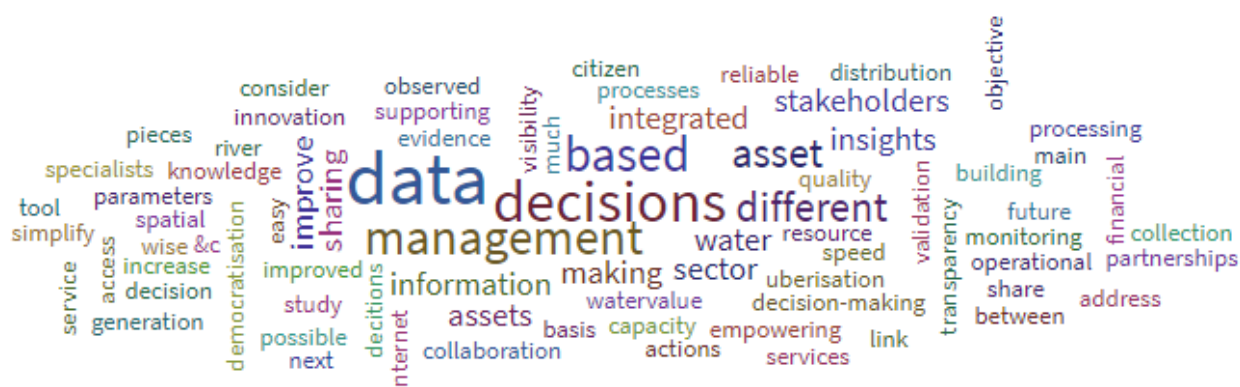 objective
citizen
reliable
distribution
consider
observed
processes
stakeholders
innovation
supporting
visibility
much
integrated
pieces
evidence
insights
processing
river
based
asset
main
specialists
knowledge
improve
sharing
data
quality
validation
building
financial
parameters
decisions
different
tool
spatial
easy
transparency
future
simplify
wise
&c
democratisation
management
water
resource
monitoring
collection
access
increase
improved
making
sector
speed
operational
partnerships
service
decision
information
uberisation
share
study
decitions
watervalue
decision-making
address
generation
assets
basis
capacity
empowering
between
possible
nternet
collaboration
actions
services
link
next